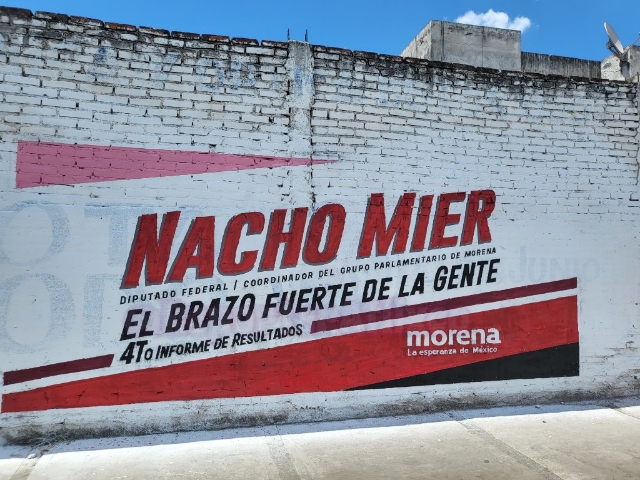 NACHO MIER
DIPUTADO FEDERAL | COORDINADOR DEL GRUPO PARLAMENTARIO DE MORENA
EL BRAZO FUERTE DE LA GENTE
4TO INFORME DE RESULTADOS
morena
La esperanza de México